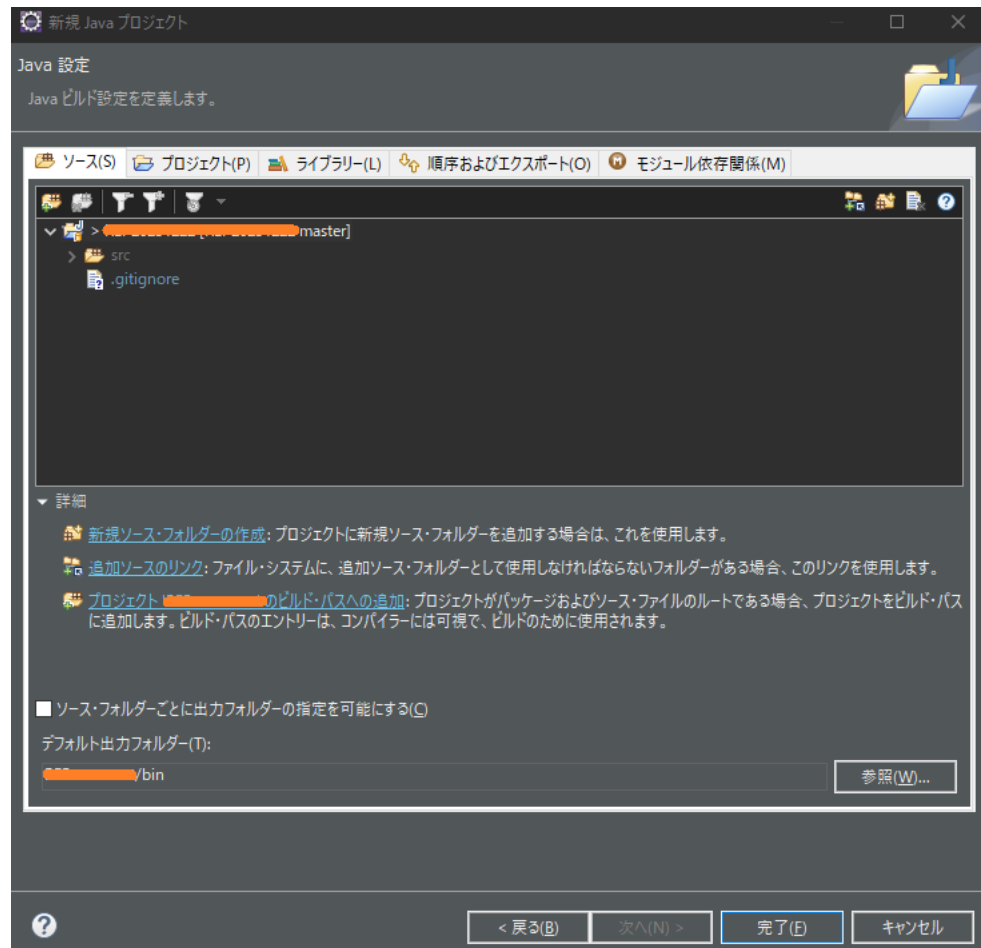 新規 Java プロジェクト
Java 設定
Java ビルド設定を定義します。
ソース(S) プロジェクト(P) ライブラリー(L) 順序およびエクスポート(O) モジュール依存関係(M)
> master]
> src
.gitignore
詳細
新規ソース・フォルダーの作成: プロジェクトに新規ソース・フォルダーを追加する場合は、これを使用します。
追加ソースのリンク: ファイル・システムに、追加ソース・フォルダーとして使用しなければならないフォルダーがある場合、このリンクを使用します。
プロジェクト のビルド・パスへの追加: プロジェクトがパッケージおよびソース・ファイルのルートである場合、プロジェクトをビルド・パス
に追加します。ビルド・パスのエントリーは、コンパイラーには可視で、ビルドのために使用されます。
ソース・フォルダーごとに出力フォルダーの指定を可能にする(C)
デフォルト出力フォルダー(T):
/bin 参照(W)...
< 戻る(B) 次へ(N) > 完了(F) キャンセル